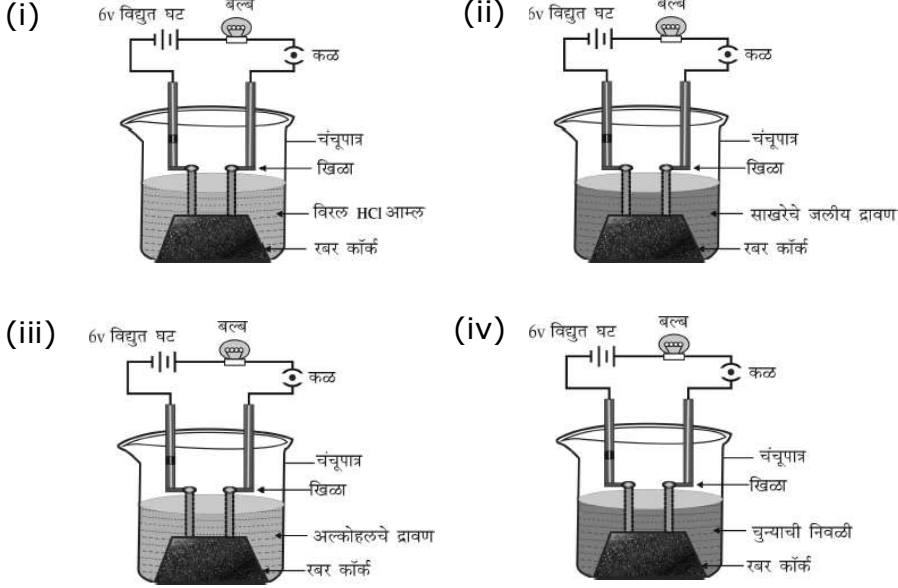 (i)
6v विद्युत घट
बल्ब
कळ
चंचूपात्र
खिळा
विरल HCl आम्ल
रबर कॉर्क
(ii)
6v विद्युत घट
बल्ब
कळ
चंचूपात्र
खिळा
साखरेचे जलीय द्रावण
रबर कॉर्क
(iii)
6v विद्युत घट
बल्ब
कळ
चंचूपात्र
खिळा
अल्कोहलचे द्रावण
रबर कॉर्क
(iv)
6v विद्युत घट
बल्ब
कळ
चंचूपात्र
खिळा
चुन्याची निवळी
रबर कॉर्क